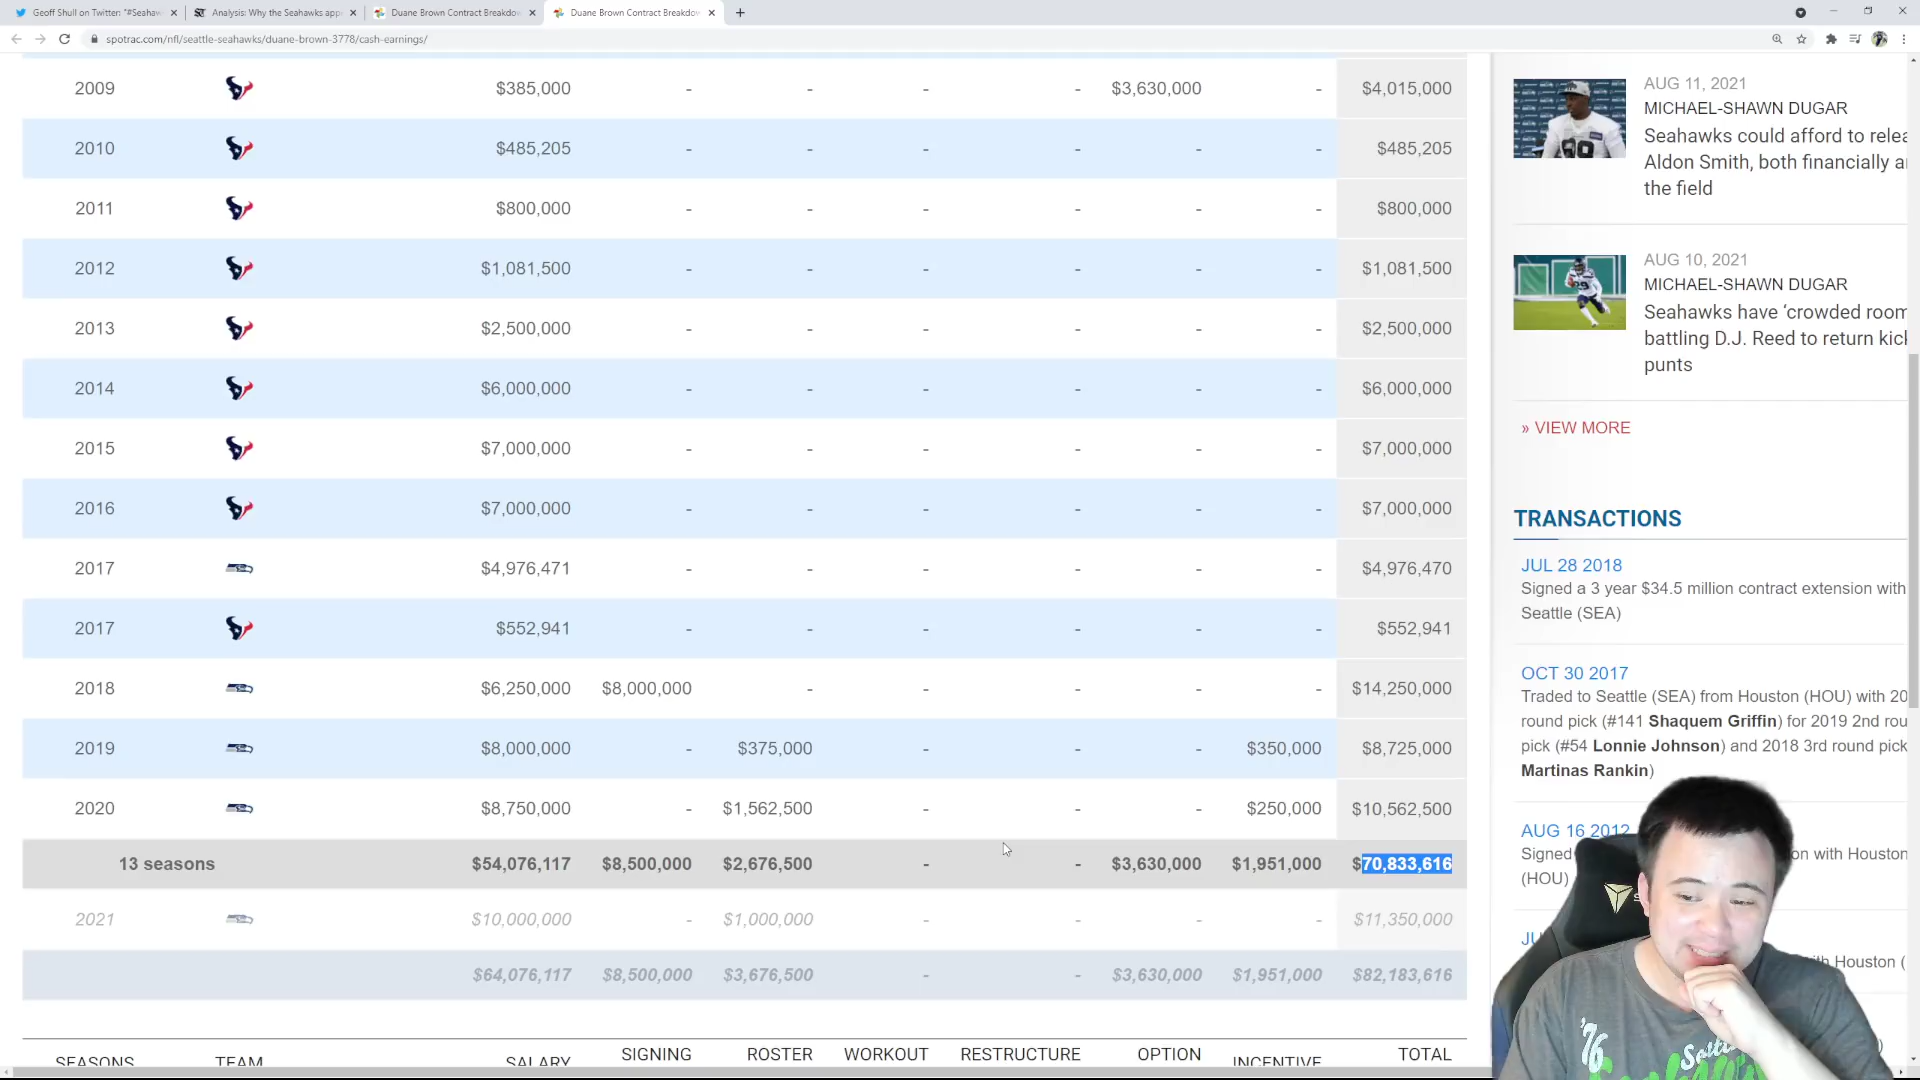 Geoff Shull on Twitter: "#Seahaw
Analysis: Why the Seahawks app
Duane Brown Contract Breakdow
Duane Brown Contract Breakdow
spotrac.com/nfl/seattle-seahawks/duane-brown-3778/cash-earnings/
2009 $385,000 - - - - $3,630,000 - $4,015,000
2010 $485,205 - - - - - - $485,205
2011 $800,000 - - - - - - $800,000
2012 $1,081,500 - - - - - - $1,081,500
2013 $2,500,000 - - - - - - $2,500,000
2014 $6,000,000 - - - - - - $6,000,000
2015 $7,000,000 - - - - - - $7,000,000
2016 $7,000,000 - - - - - - $7,000,000
2017 $4,976,471 - - - - - - $4,976,470
2017 $552,941 - - - - - - $552,941
2018 $6,250,000 $8,000,000 - - - - - $14,250,000
2019 $8,000,000 $375,000 - - - $350,000 $8,725,000
2020 $8,750,000 - $1,562,500 - - - $250,000 $10,562,500
13 seasons $54,076,117 $8,500,000 $2,676,500 - - $3,630,000 $1,951,000 $70,833,616
2021 $10,000,000 - $1,000,000 - - - - $11,350,000
$64,076,117 $8,500,000 $3,676,500 - - $3,630,000 $1,951,000 $82,183,616
SEASONS TEAM SALARY SIGNING ROSTER WORKOUT RESTRUCTURE OPTION INCENTIVE TOTAL
AUG 11, 2021
MICHAEL-SHAWN DUGAR
Seahawks could afford to relea
Aldon Smith, both financially a
the field
AUG 10, 2021
MICHAEL-SHAWN DUGAR
Seahawks have ‘crowded room
battling D.J. Reed to return kic
punts
» VIEW MORE
TRANSACTIONS
JUL 28 2018
Signed a 3 year $34.5 million contract extension with
Seattle (SEA)
OCT 30 2017
Traded to Seattle (SEA) from Houston (HOU) with 20
round pick (#141 Shaquem Griffin) for 2019 2nd rou
pick (#54 Lonnie Johnson) and 2018 3rd round pick
Martinas Rankin)
AUG 16 2012
Signed on with Houston
(HOU)
JU
th Houston (
'76